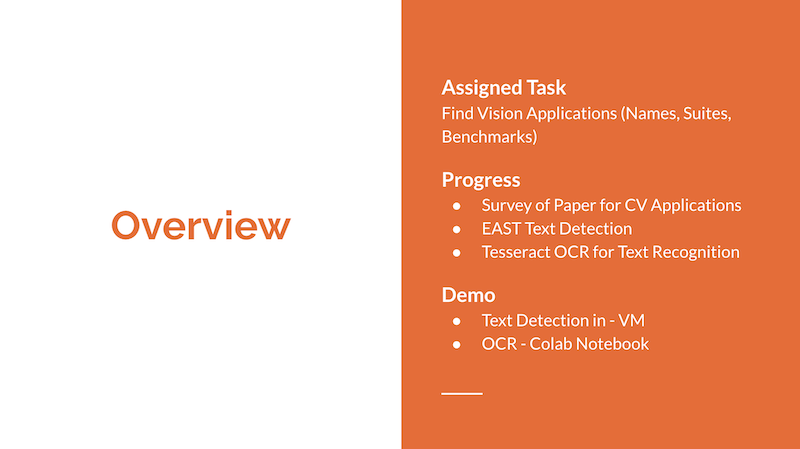 Overview
Assigned Task
Find Vision Applications (Names, Suites,
Benchmarks)
Progress
● Survey of Paper for CV Applications
● EAST Text Detection
● Tesseract OCR for Text Recognition
Demo
● Text Detection in - VM
● OCR - Colab Notebook